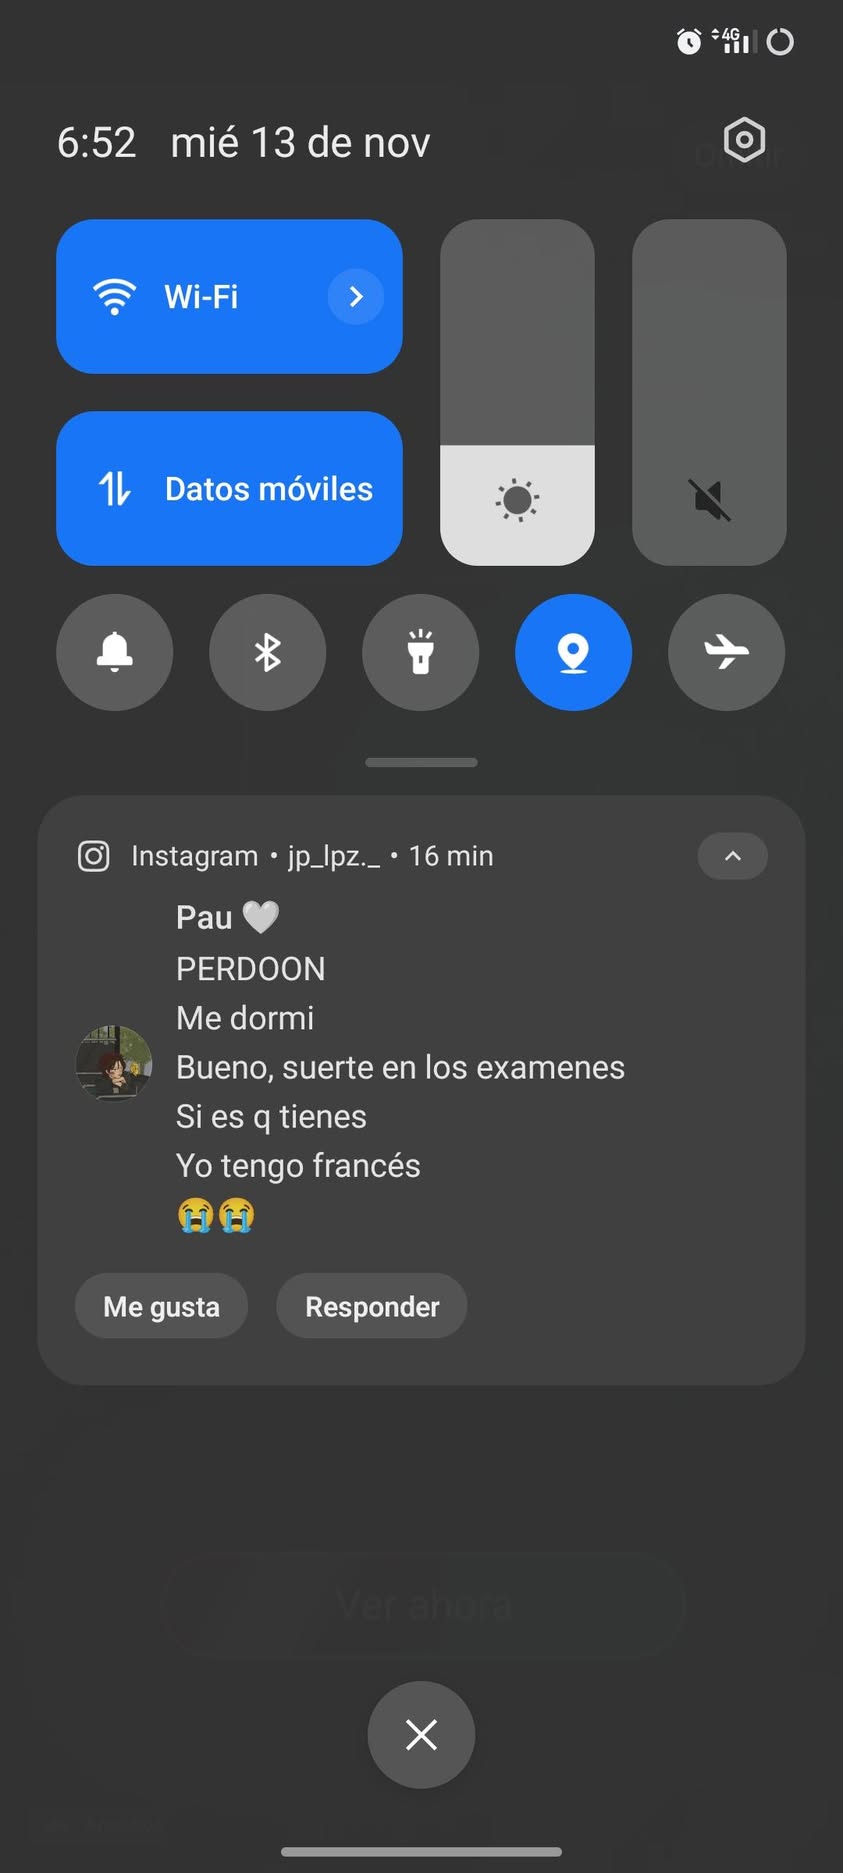 4G
6:52 mié 13 de nov
Wi-Fi
Datos móviles
Instagram • jp_lpz._ • 16 min
Pau 🤍
PERDOON
Me dormi
Bueno, suerte en los examenes
Si es q tienes
Yo tengo francés
😭😭
Me gusta Responder
Ver ahora